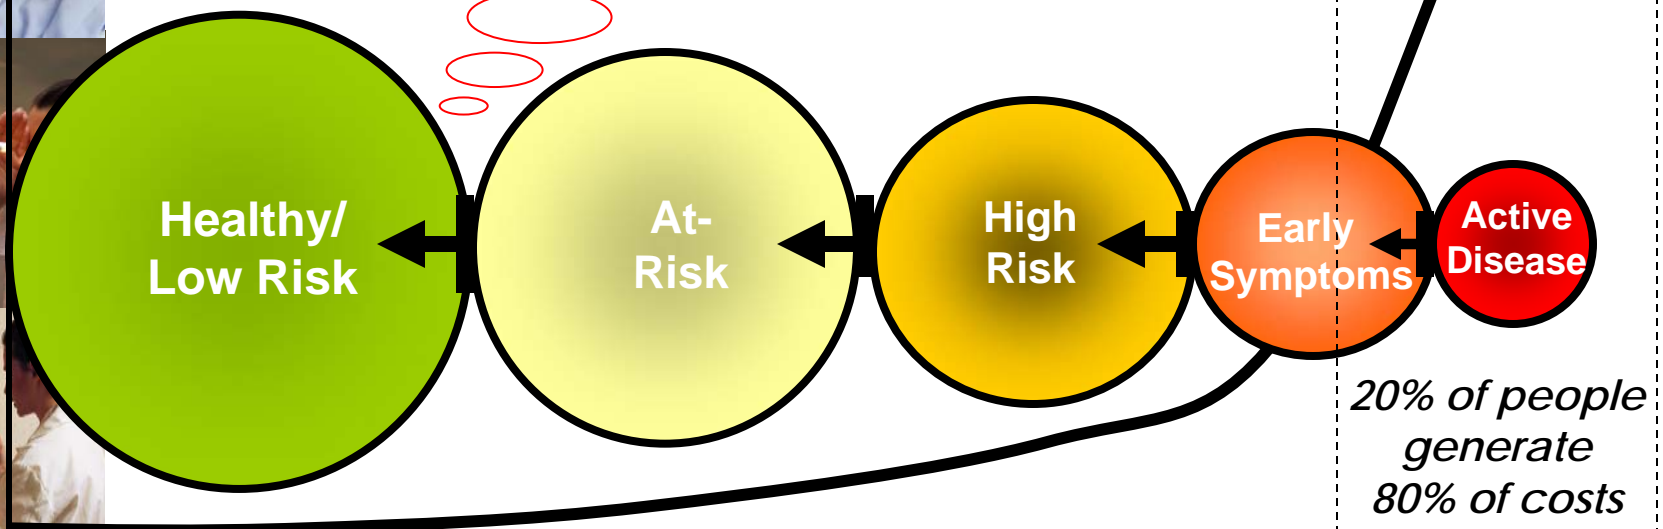 Healthy/
Low Risk
At-
Risk
High
Risk
Early
Symptoms
Active
Disease
20% of people
generate
80% of costs